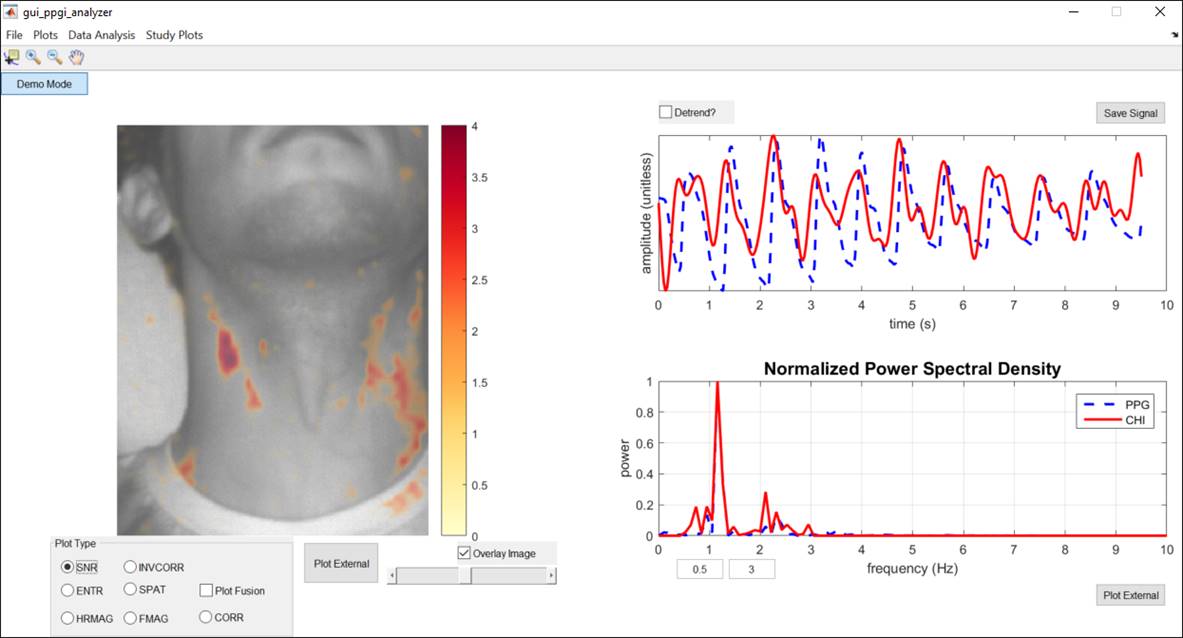 gui_ppgi_analyzer
File Plots Data Analysis Study Plots
Demo Mode
4
3.5
3
2.5
2
1.5
1
0.5
0
Plot Type
SNR INVCORR
ENTR SPAT Plot Fusion
HRMAG FMAG CORR
Plot External
Overlay Image
Detrend?
Save Signal
amplitude (unitless)
0 1 2 3 4 5 6 7 8 9 10
time (s)
Normalized Power Spectral Density
PPG
CHI
power
1
0.8
0.6
0.4
0.2
0
0 1 2 3 4 5 6 7 8 9 10
0.5 3
frequency (Hz)
Plot External